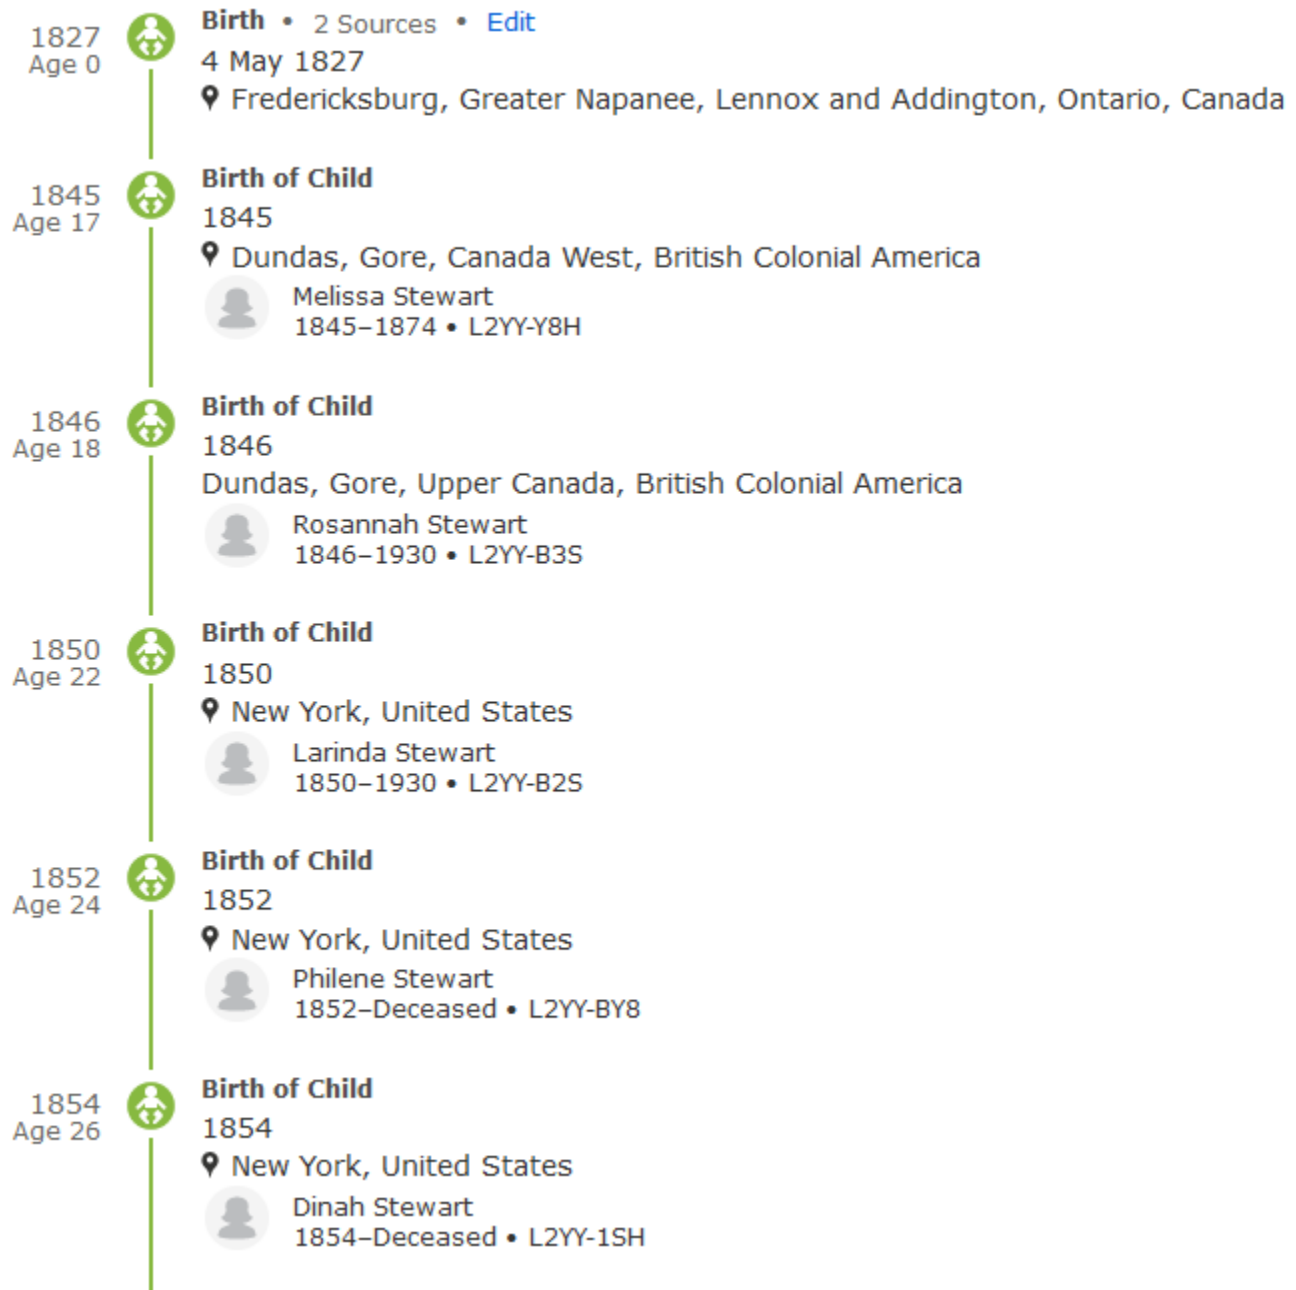 1827
Age 0
Birth • 2 Sources • Edit
4 May 1827
Fredericksburg, Greater Napanee, Lennox and Addington, Ontario, Canada
1845
Age 17
Birth of Child
1845
Dundas, Gore, Canada West, British Colonial America
Melissa Stewart
1845–1874 • L2YY-Y8H
1846
Age 18
Birth of Child
1846
Dundas, Gore, Upper Canada, British Colonial America
Rosannah Stewart
1846–1930 • L2YY-B3S
1850
Age 22
Birth of Child
1850
New York, United States
Larinda Stewart
1850–1930 • L2YY-B2S
1852
Age 24
Birth of Child
1852
New York, United States
Philene Stewart
1852–Deceased • L2YY-BY8
1854
Age 26
Birth of Child
1854
New York, United States
Dinah Stewart
1854–Deceased • L2YY-1SH